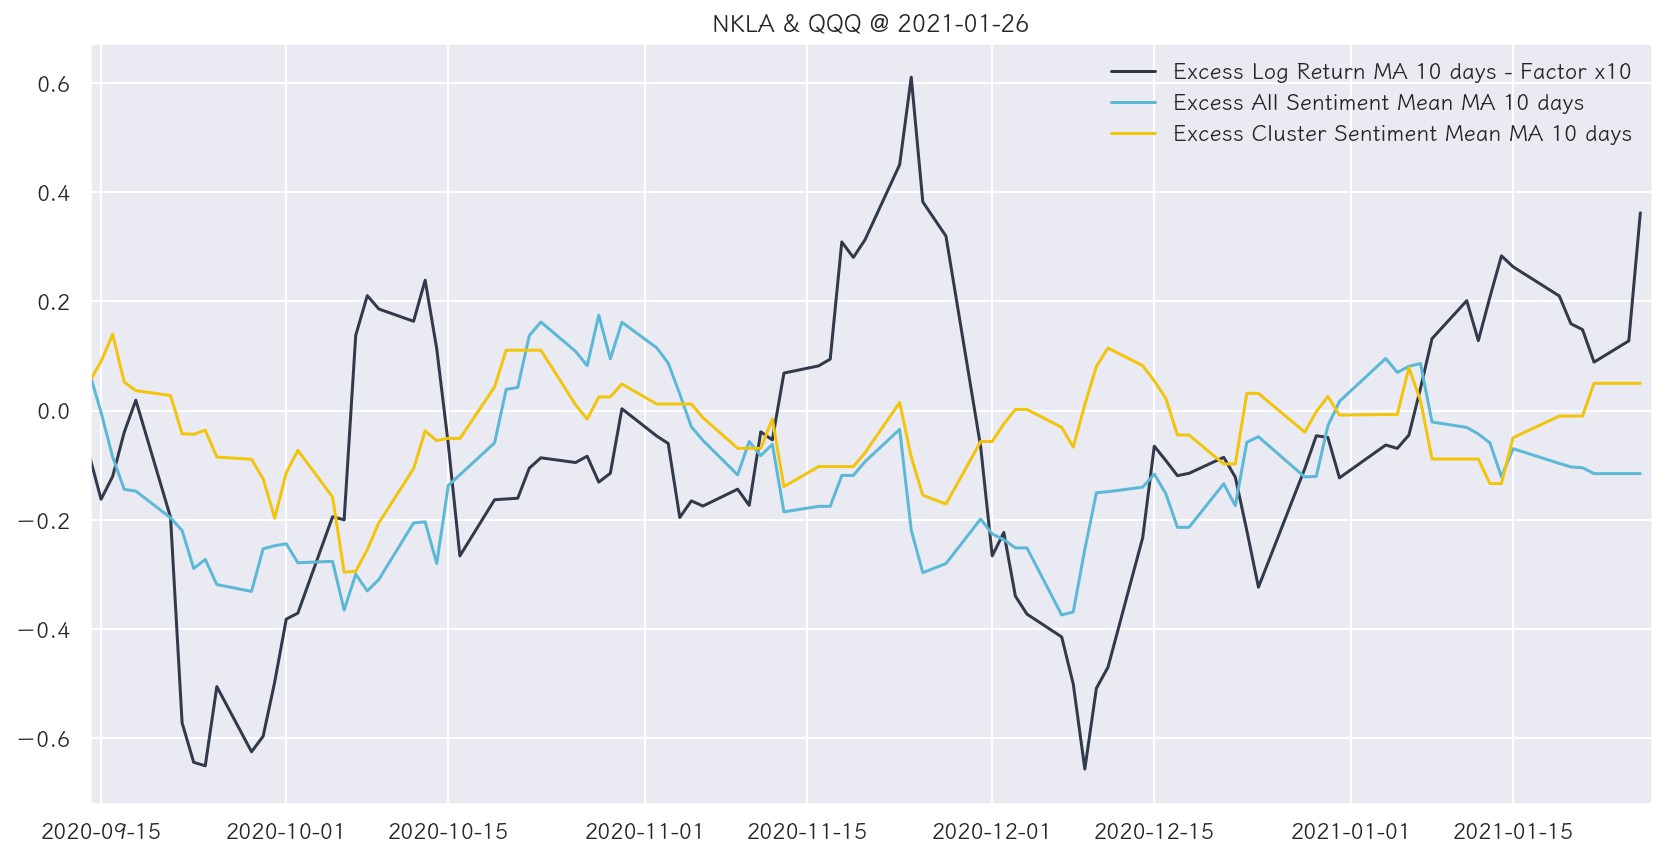 NKLA & QQQ @ 2021-01-26
Excess Log Return MA 10 days - Factor x10
Excess All Sentiment Mean MA 10 days
Excess Cluster Sentiment Mean MA 10 days
0.6
0.4
0.2
0.0
−0.2
−0.4
−0.6
2020-09-15 2020-10-01 2020-10-15 2020-11-01 2020-11-15 2020-12-01 2020-12-15 2021-01-01 2021-01-15